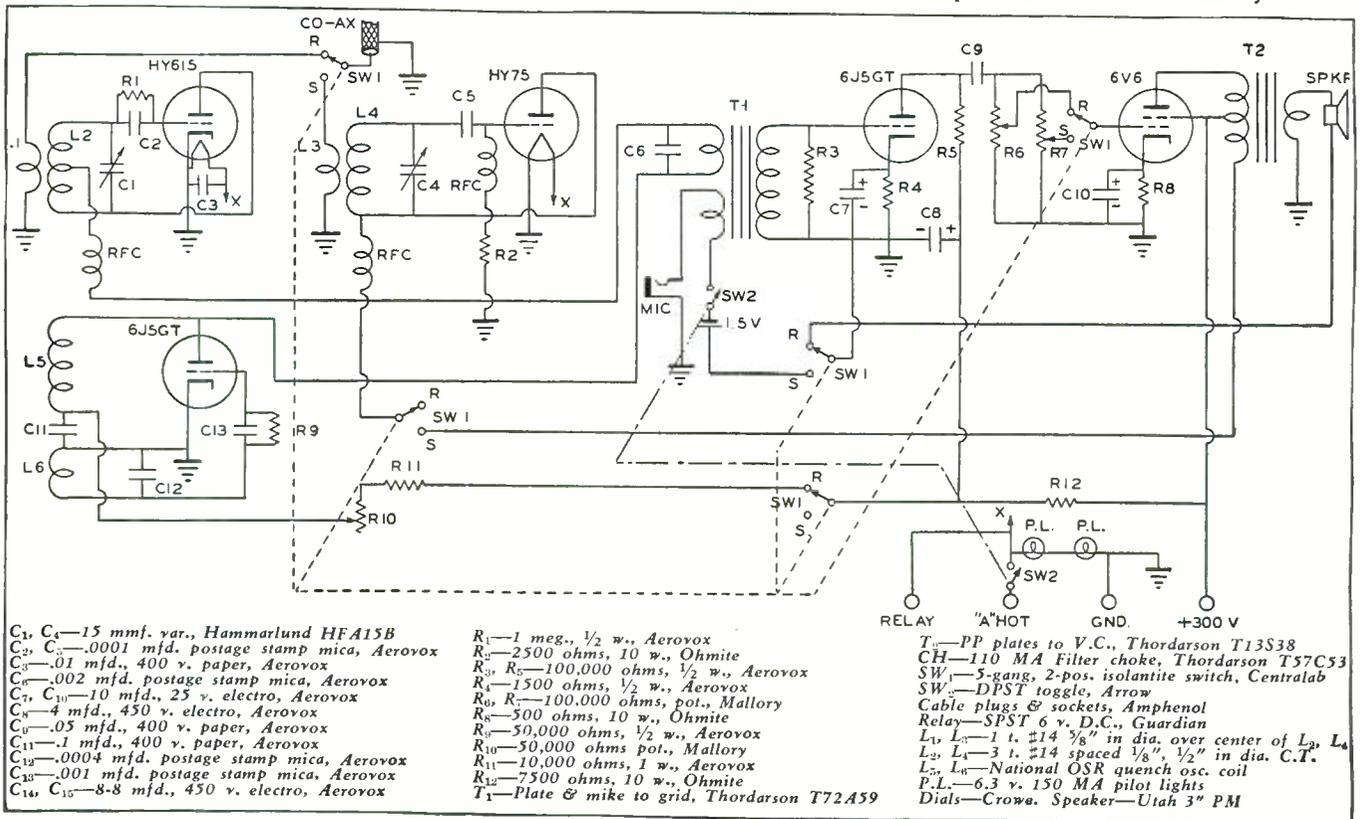 CO-AX
R
SW1
S
HY615
R1
C2
L2
C1
C3
X
RFC
HY75
L4
L3
C5
C4
RFC
RFC
R2
X
T1
C6
R3
6J5GT
C7
R4
C8
R5
C9
R6
R7
R
S
SW1
6V6
C10
R8
T2
MIC
SW2
1.5V
R
SW1
S
6J5GT
L5
C11
L6
C12
C13
R9
R
SW1
S
R11
R10
R
SW1
S
R12
X
P.L.
P.L.
SW2
RELAY
"A" HOT
GND.
+300 V
C₁, C₄—15 mmf. var., Hammarlund HFA15B
C₂, C₅—.0001 mfd. postage stamp mica, Aerovox
C₃—.01 mfd., 400 v. paper, Aerovox
C₆—.002 mfd. postage stamp mica, Aerovox
C₇, C₁₀—10 mfd., 25 v. electro, Aerovox
C₈—4 mfd., 450 v. electro, Aerovox
C₉—.05 mfd., 400 v. paper, Aerovox
C₁₁—.1 mfd., 400 v. paper, Aerovox
C₁₂—.0004 mfd. postage stamp mica, Aerovox
C₁₃—.001 mfd. postage stamp mica, Aerovox
C₁₄, C₁₅—8-8 mfd., 450 v. electro, Aerovox
R₁—1 meg., ½ w., Aerovox
R₂—2500 ohms, 10 w., Ohmite
R₃, R₅—100,000 ohms, ½ w., Aerovox
R₄—1500 ohms, ½ w., Aerovox
R₆, R₇—100,000 ohms, pot., Mallory
R₈—500 ohms, 10 w., Ohmite
R₉—50,000 ohms, ½ w., Aerovox
R₁₀—50,000 ohms pot., Mallory
R₁₁—10,000 ohms, 1 w., Aerovox
R₁₂—7500 ohms, 10 w., Ohmite
T₁—Plate & mike to grid, Thordarson T72A59
T₂—PP plates to V.C., Thordarson T13S38
CH—110 MA Filter choke, Thordarson T57C53
SW₁—5-gang, 2-pos. isolantite switch, Centralab
SW₂—DPST toggle, Arrow
Cable plugs & sockets, Amphenol
Relay—SPST 6 v. D.C., Guardian
L₁, L₃—1 t. #14 ⅝" in dia. over center of L₂, L₄
L₂, L₄—3 t. #14 spaced ⅛", ½" in dia. C.T.
L₅, L₆—National OSR quench osc. coil
P.L.—6.3 v. 150 MA pilot lights
Dials—Crowe. Speaker—Utah 3" PM